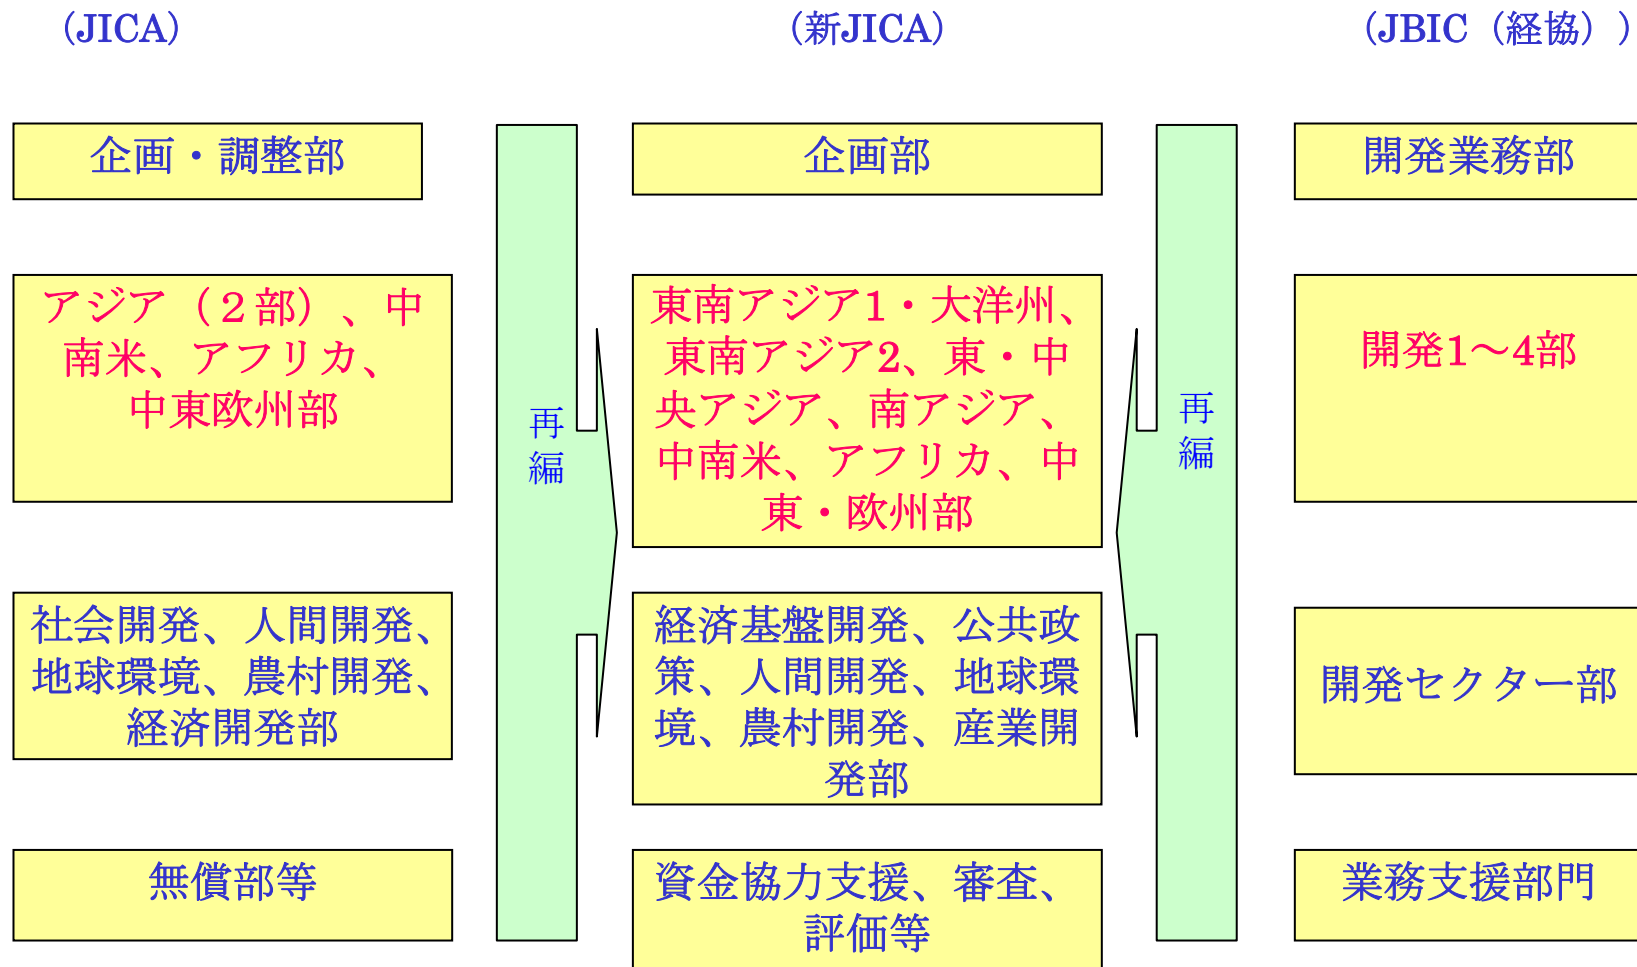 （JICA）
（新JICA）
（JBIC（経協））
企画・調整部
企画部
開発業務部
アジア（２部）、中
南米、アフリカ、
中東欧州部
東南アジア1・大洋州、
東南アジア2、東・中
央アジア、南アジア、
中南米、アフリカ、中
東・欧州部
開発1～4部
再
編
再
編
社会開発、人間開発、
地球環境、農村開発、
経済開発部
経済基盤開発、公共政
策、人間開発、地球環
境、農村開発、産業開
発部
開発セクター部
無償部等
資金協力支援、審査、
評価等
業務支援部門